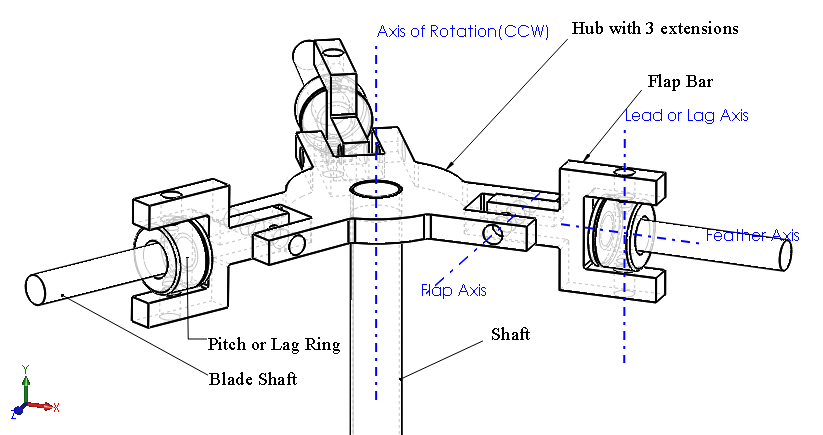 Axis of Rotation(CCW)
Hub with 3 extensions
Flap Bar
Lead or Lag Axis
Feather Axis
Flap Axis
Shaft
Pitch or Lag Ring
Blade Shaft
Y
X
Z